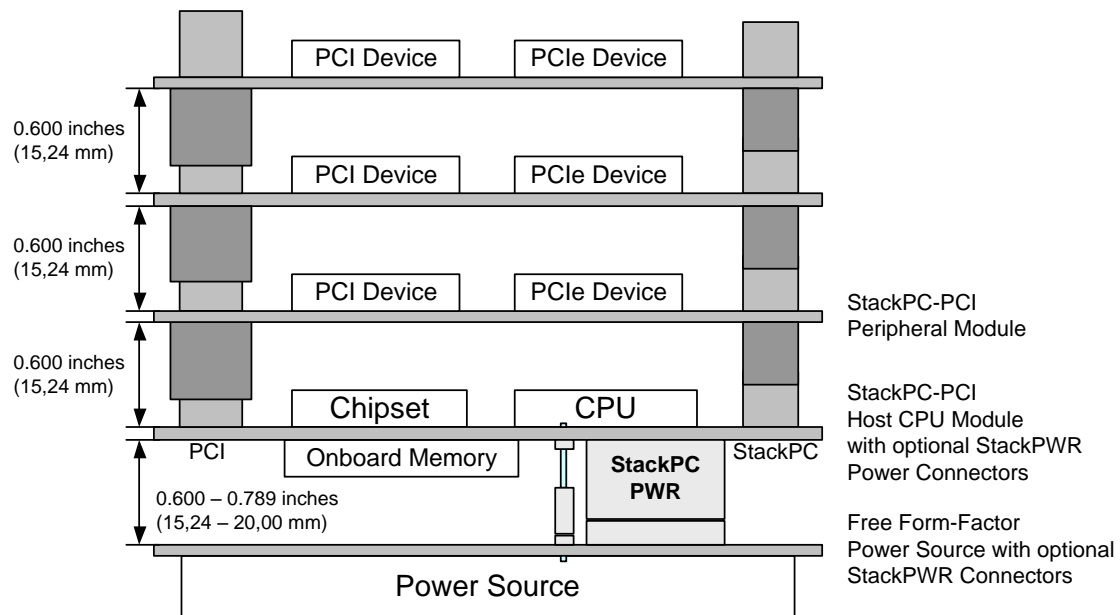 PCI Device
PCIe Device
0.600 inches
(15,24 mm)
PCI Device
PCIe Device
0.600 inches
(15,24 mm)
PCI Device
PCIe Device
StackPC-PCI
Peripheral Module
0.600 inches
(15,24 mm)
Chipset
CPU
StackPC-PCI
Host CPU Module
with optional StackPWR
Power Connectors
PCI
StackPC
Onboard Memory
StackPC
PWR
0.600 – 0.789 inches
(15,24 – 20,00 mm)
Free Form-Factor
Power Source with optional
StackPWR Connectors
Power Source